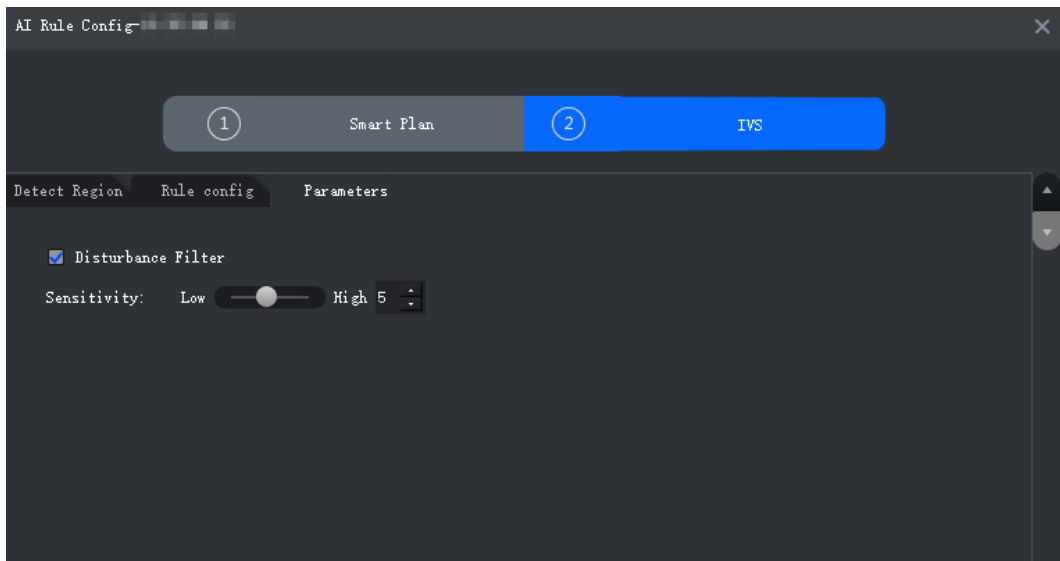 AI Rule Config-
1 Smart Plan 2 IVS
Detect Region Rule config Parameters
Disturbance Filter
Sensitivity: Low High 5